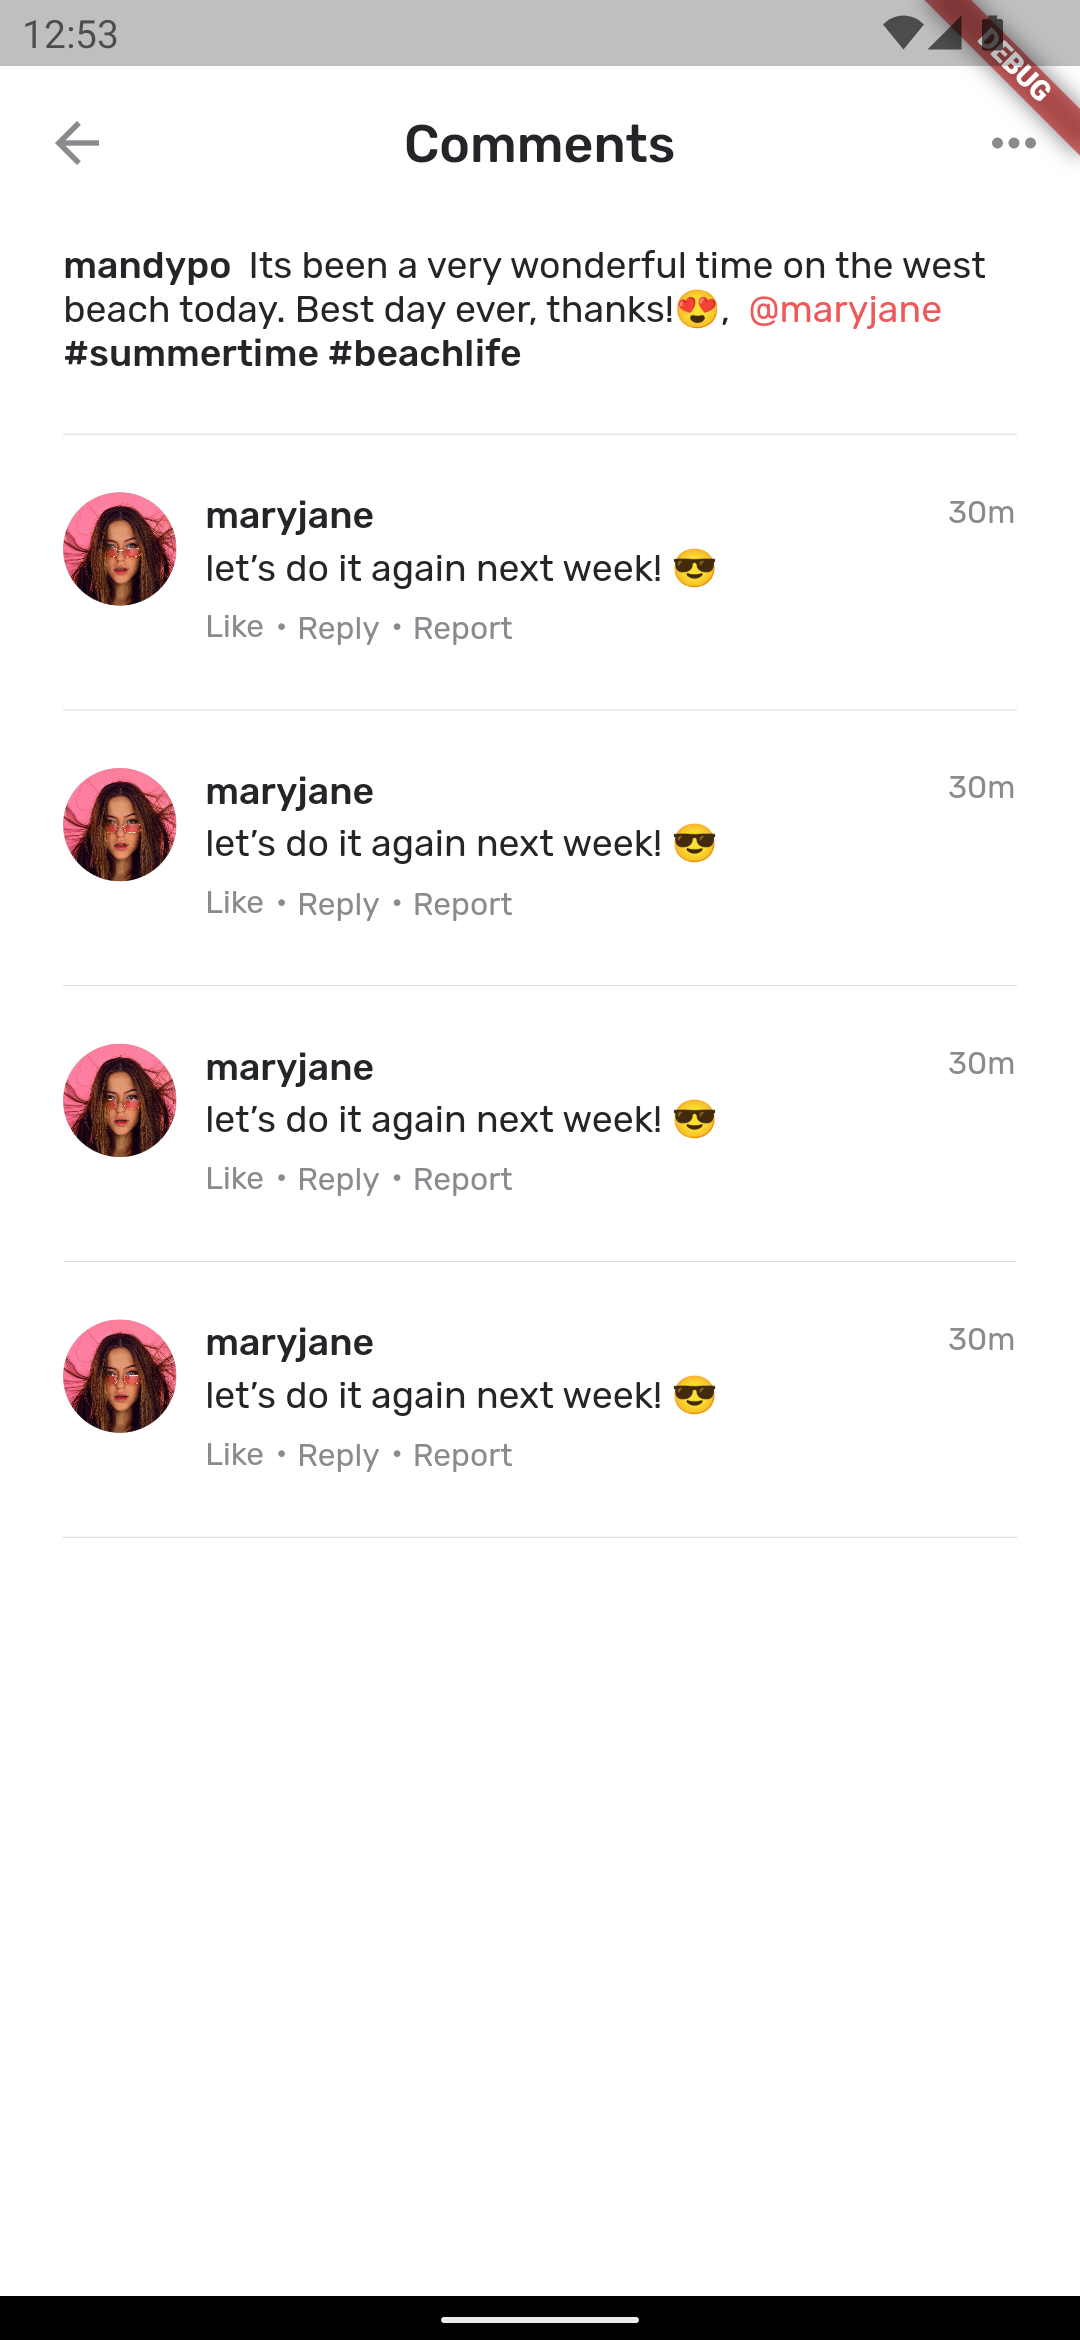 12:53
DEBUG
Comments
mandypo Its been a very wonderful time on the west
beach today. Best day ever, thanks!😍, @maryjane
#summertime #beachlife
maryjane 30m
let’s do it again next week! 😎
Like • Reply • Report
maryjane 30m
let’s do it again next week! 😎
Like • Reply • Report
maryjane 30m
let’s do it again next week! 😎
Like • Reply • Report
maryjane 30m
let’s do it again next week! 😎
Like • Reply • Report